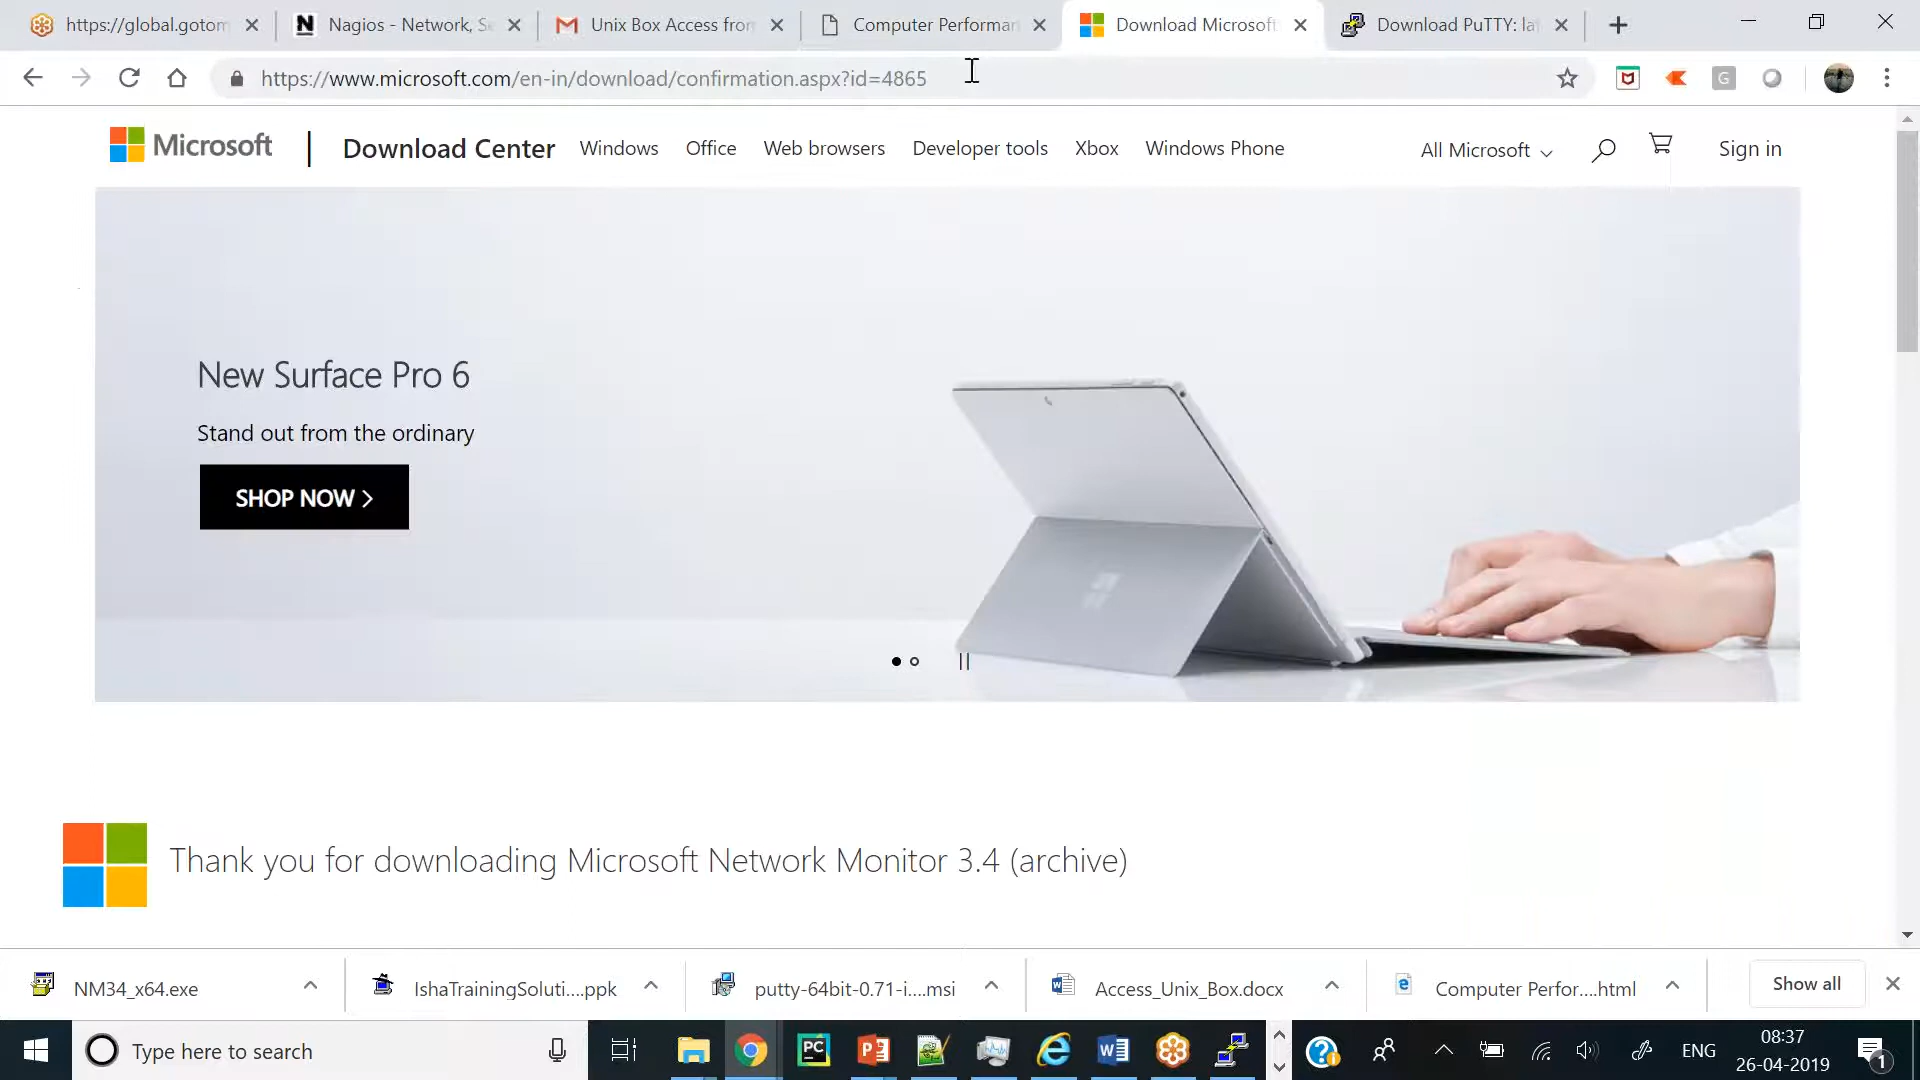 https://global.gotom
Nagios - Network, Se
Unix Box Access from
Computer Performan
Download Microsoft
Download PuTTY: lat
https://www.microsoft.com/en-in/download/confirmation.aspx?id=4865
G
Microsoft
Download Center
Windows
Office
Web browsers
Developer tools
Xbox
Windows Phone
All Microsoft
Sign in
New Surface Pro 6
Stand out from the ordinary
SHOP NOW >
Thank you for downloading Microsoft Network Monitor 3.4 (archive)
NM34_x64.exe
IshaTrainingSoluti....ppk
putty-64bit-0.71-i....msi
Access_Unix_Box.docx
Computer Perfor....html
Show all
Type here to search
PC
ENG
08:37
26-04-2019
1